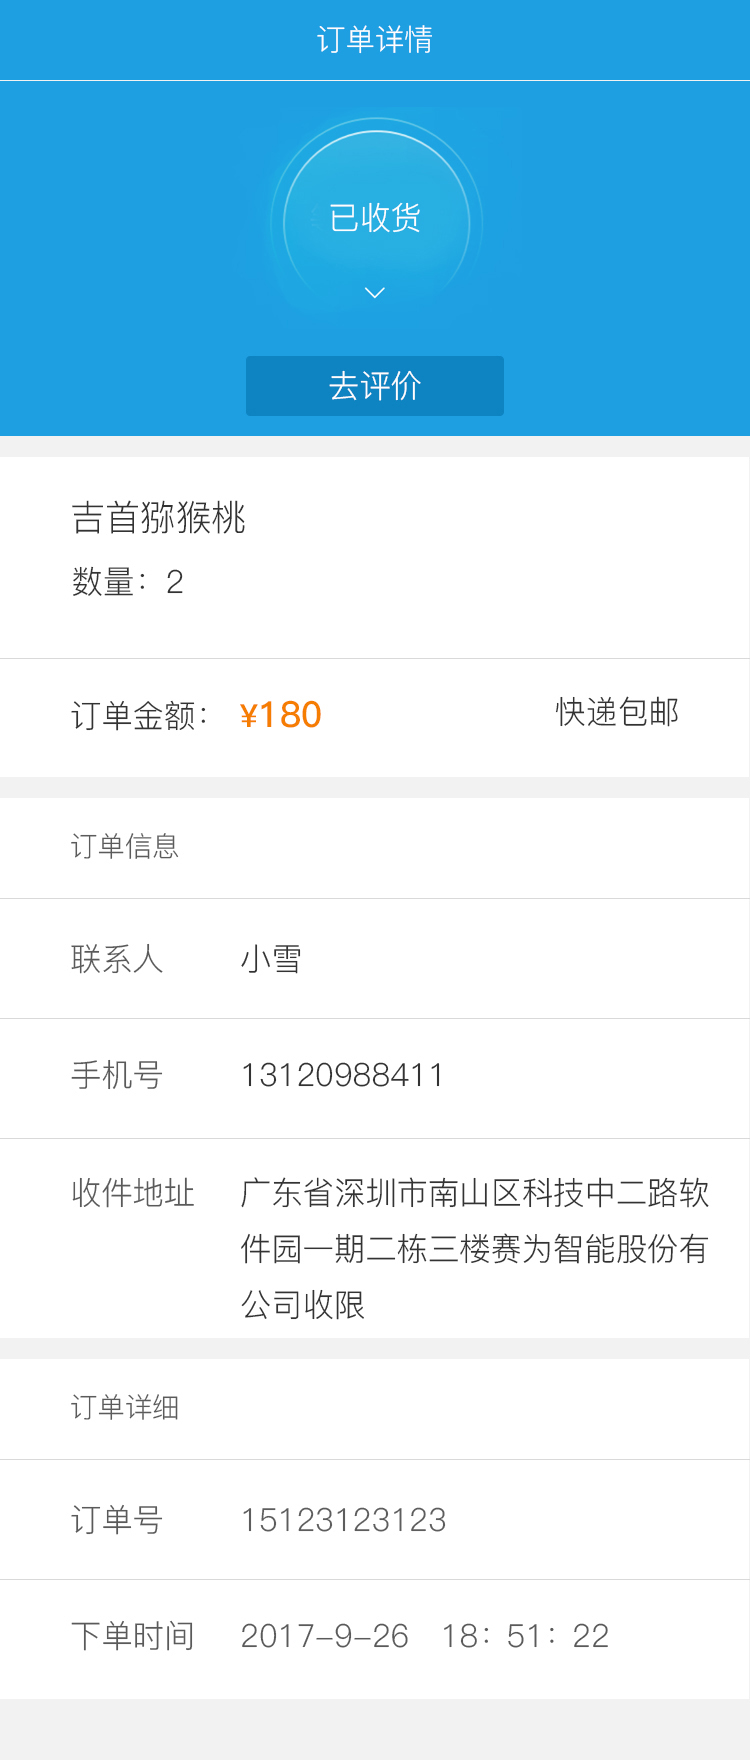 订单详情
已收货
去评价
吉首猕猴桃
数量：2
订单金额： ¥180 快递包邮
订单信息
联系人 小雪
手机号 13120988411
收件地址 广东省深圳市南山区科技中二路软
件园一期二栋三楼赛为智能股份有
公司收限
订单详细
订单号 15123123123
下单时间 2017-9-26 18：51：22